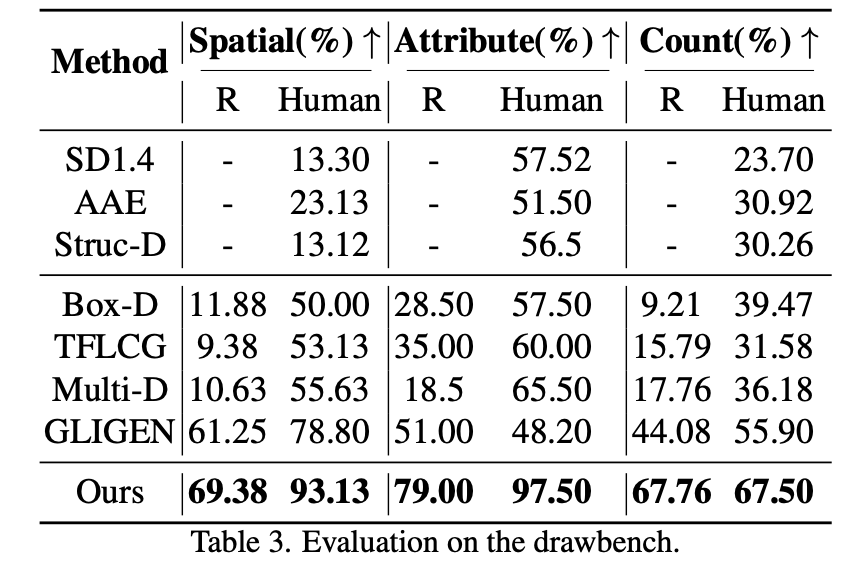 Method Spatial(%) ↑ Attribute(%) ↑ Count(%) ↑
R Human R Human R Human
SD1.4 - 13.30 - 57.52 - 23.70
AAE - 23.13 - 51.50 - 30.92
Struc-D - 13.12 - 56.5 - 30.26
Box-D 11.88 50.00 28.50 57.50 9.21 39.47
TFLCG 9.38 53.13 35.00 60.00 15.79 31.58
Multi-D 10.63 55.63 18.5 65.50 17.76 36.18
GLIGEN 61.25 78.80 51.00 48.20 44.08 55.90
Ours 69.38 93.13 79.00 97.50 67.76 67.50
Table 3. Evaluation on the drawbench.